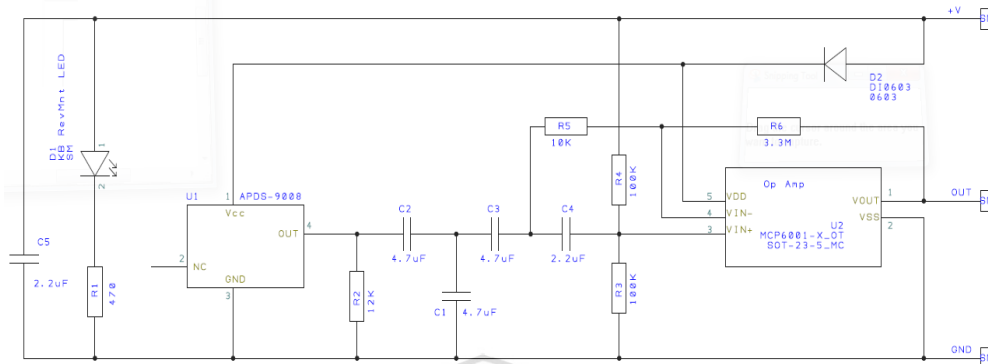 +V
D1
KB RevMnt LED
SM
1
2
D2
DI0603
0603
R5
10K
R6
3.3M
R4
100K
U1
APDS-9008
1
Vcc
OUT
4
2
NC
GND
3
C2
4.7uF
C3
4.7uF
C4
2.2uF
Op Amp
5
VDD
4
VIN-
3
VIN+
VOUT
1
VSS
2
U2
MCP6001-X_OT
SOT-23-5_MC
OUT
C5
2.2uF
R1
470
R2
12K
C1
4.7uF
R3
100K
GND